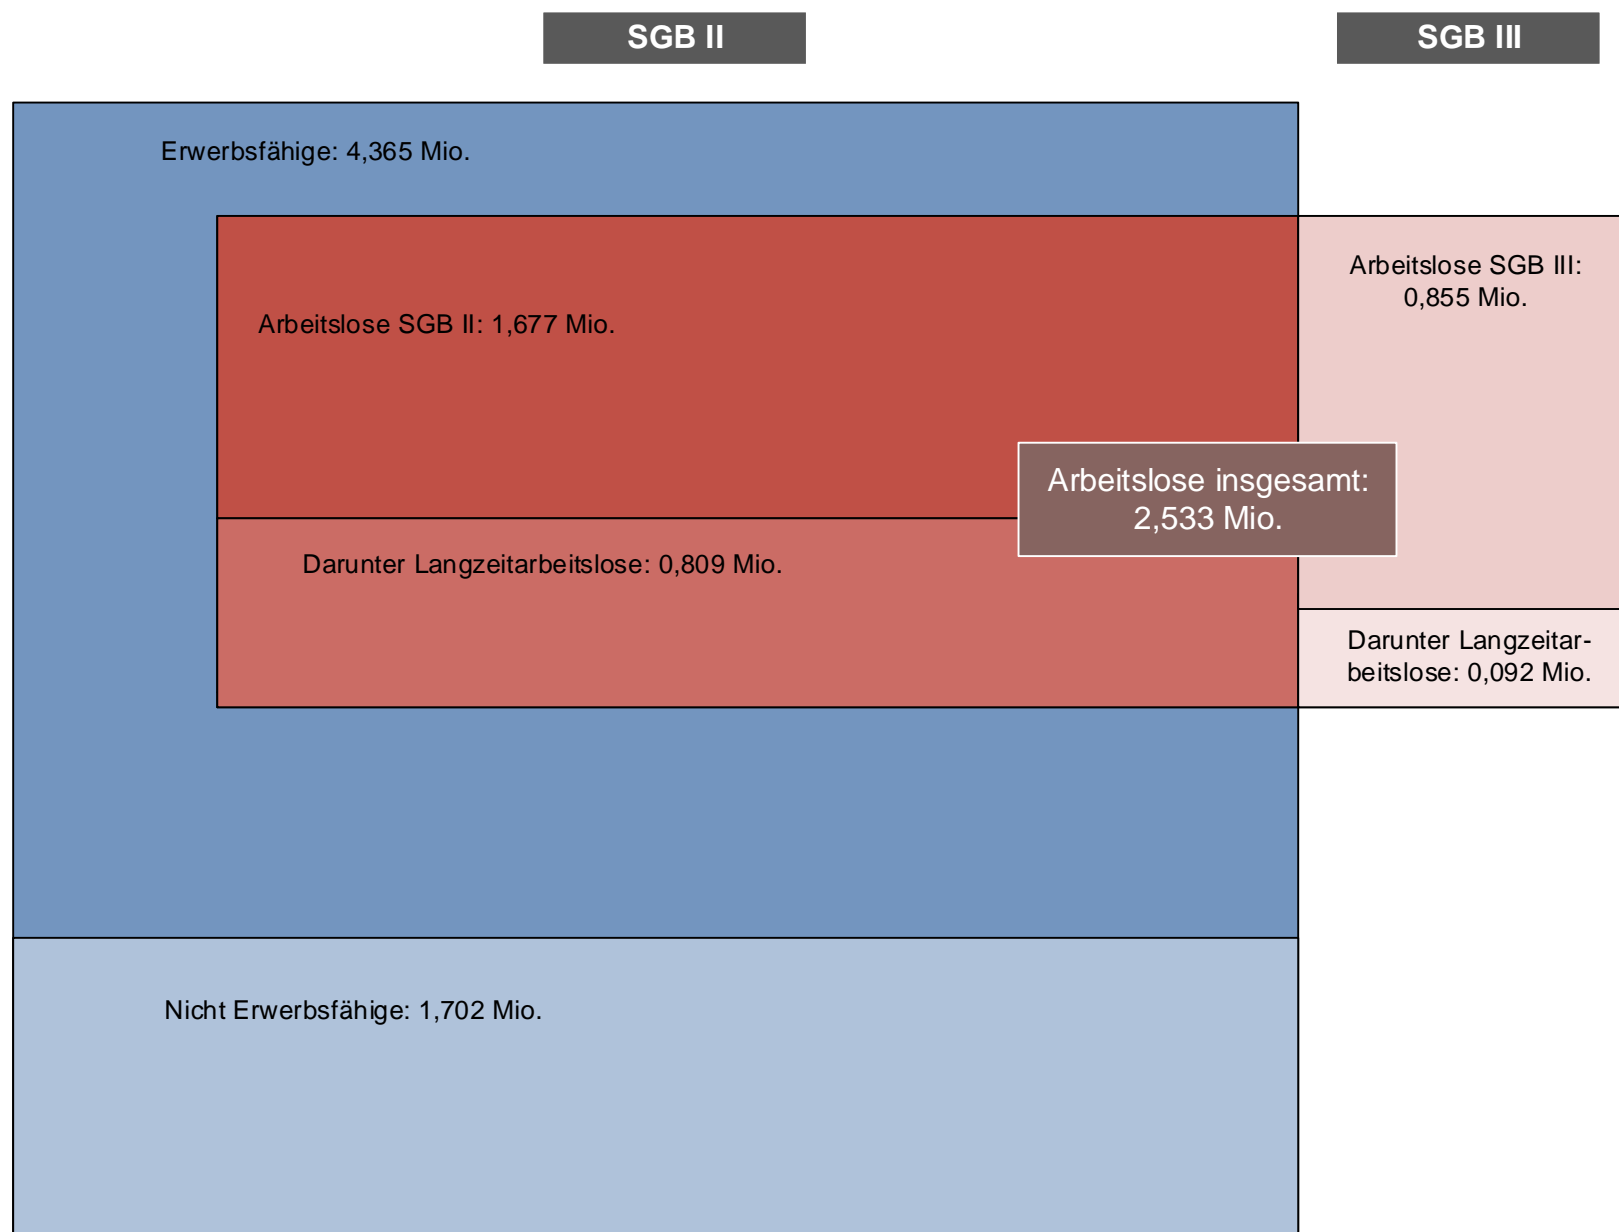 SGB II
SGB III
Erwerbsfähige: 4,365 Mio.
Arbeitslose SGB III:
0,855 Mio.
Arbeitslose SGB II: 1,677 Mio.
Arbeitslose insgesamt:
2,533 Mio.
Darunter Langzeitarbeitslose: 0,809 Mio.
Darunter Langzeitar-
beitslose: 0,092 Mio.
Nicht Erwerbsfähige: 1,702 Mio.